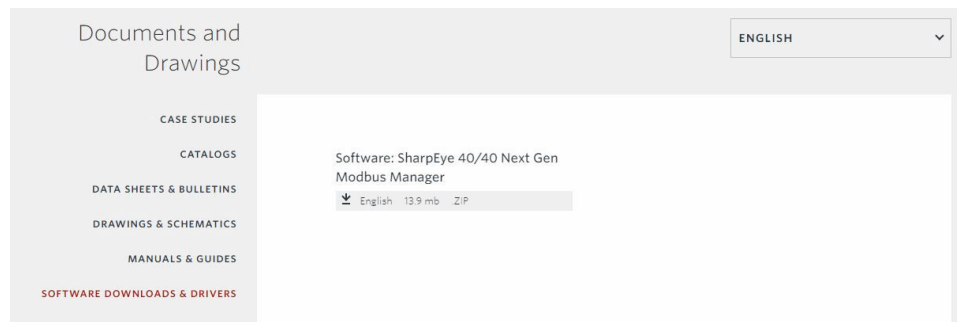 Documents and
Drawings
ENGLISH
CASE STUDIES
CATALOGS
DATA SHEETS & BULLETINS
DRAWINGS & SCHEMATICS
MANUALS & GUIDES
SOFTWARE DOWNLOADS & DRIVERS
Software: SharpEye 40/40 Next Gen
Modbus Manager
English 13.9 mb .ZIP